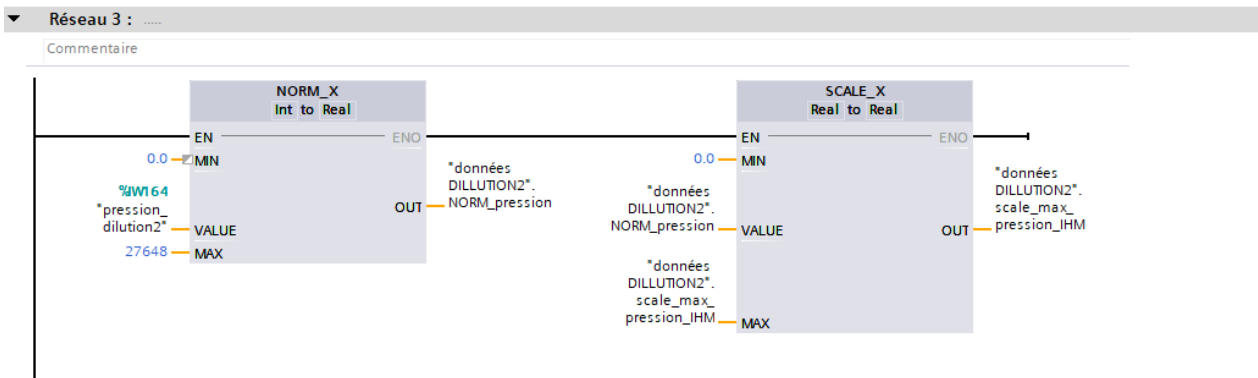 Réseau 3 : .....
Commentaire
NORM_X
Int to Real
EN
ENO
0.0
MIN
%IW164
"pression_
dilution2"
VALUE
27648
MAX
OUT
"données
DILLUTION2".
NORM_pression
SCALE_X
Real to Real
EN
ENO
0.0
MIN
"données
DILLUTION2".
NORM_pression
VALUE
"données
DILLUTION2".
scale_max_
pression_IHM
MAX
OUT
"données
DILLUTION2".
scale_max_
pression_IHM